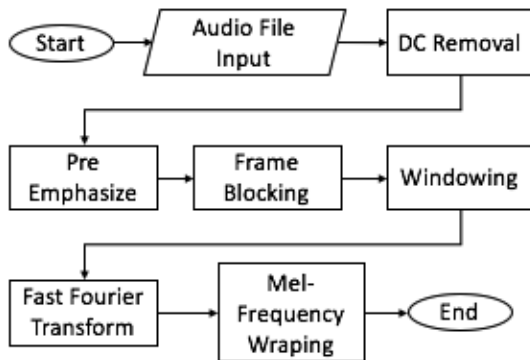 Start
Audio File
Input
DC Removal
Pre
Emphasize
Frame
Blocking
Windowing
Fast Fourier
Transform
Mel-
Frequency
Wraping
End